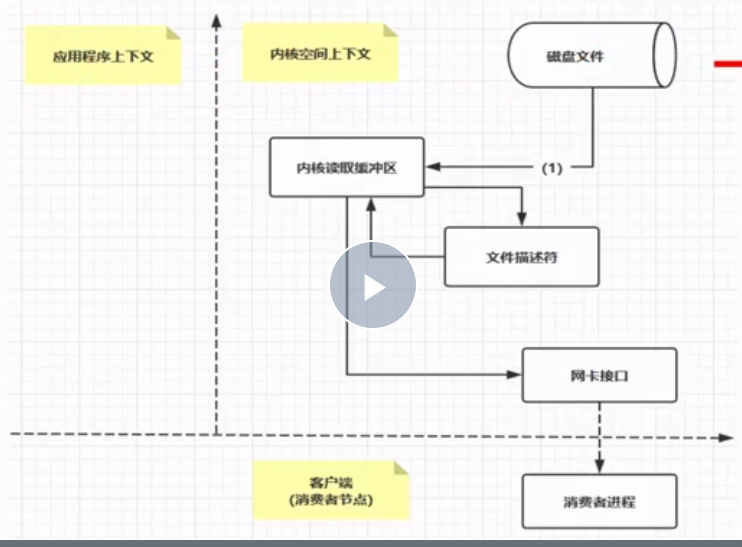 应用程序上下文
内核空间上下文
磁盘文件
内核读取缓冲区
(1)
文件描述符
网卡接口
客户端
(消费者节点)
消费者进程